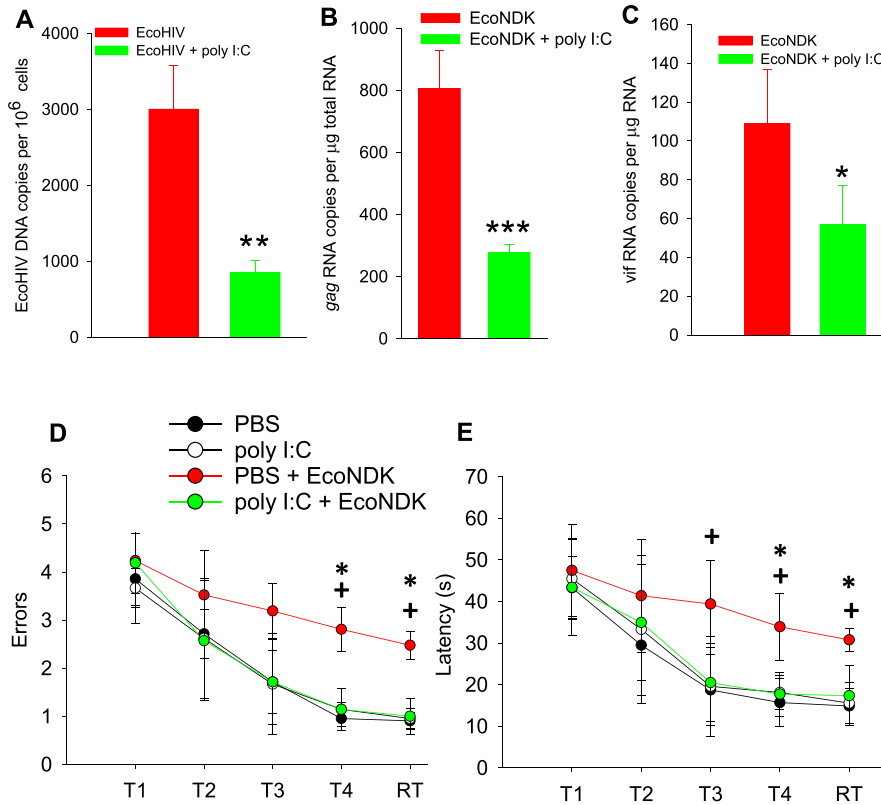 A
EcoHIV
EcoHIV + poly I:C
EcoHIV DNA copies per 10⁶ cells
4000
3000
2000
1000
0
**
B
EcoNDK
EcoNDK + poly I:C
gag RNA copies per μg total RNA
1000
800
600
400
200
0
***
C
EcoNDK
EcoNDK + poly I:C
vif RNA copies per μg RNA
160
140
120
100
80
60
40
20
0
*
D
PBS
poly I:C
PBS + EcoNDK
poly I:C + EcoNDK
Errors
6
5
4
3
2
1
0
*
+
*
+
T1 T2 T3 T4 RT
E
Latency (s)
70
60
50
40
30
20
10
0
+
*
+
*
+
T1 T2 T3 T4 RT